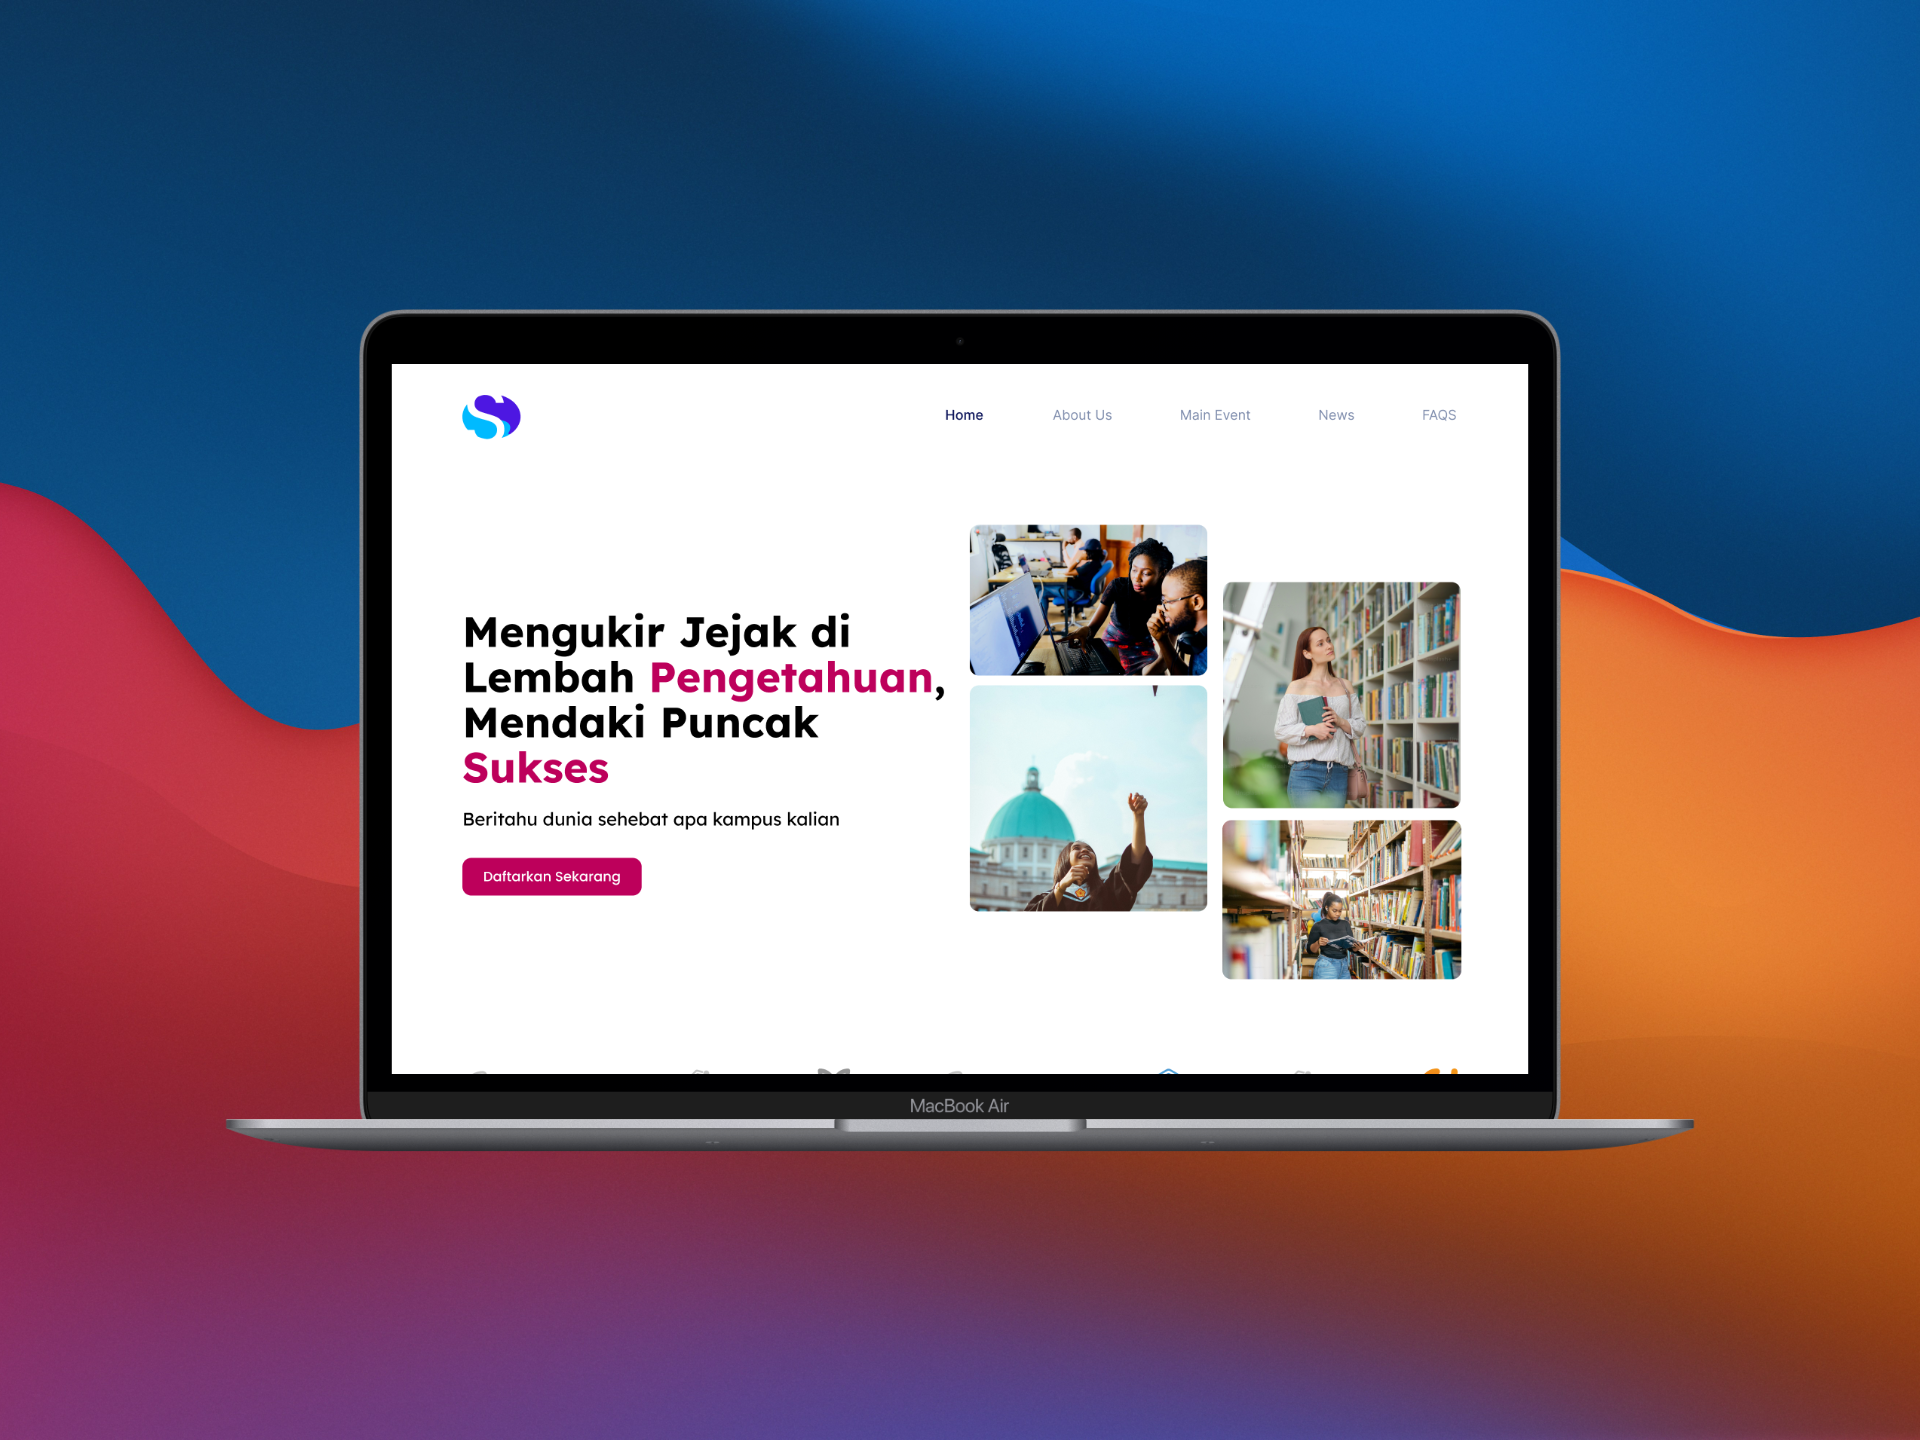 Home About Us Main Event News FAQS
Mengukir Jejak di
Lembah Pengetahuan,
Mendaki Puncak
Sukses
Beritahu dunia sehebat apa kampus kalian
Daftarkan Sekarang
MacBook Air